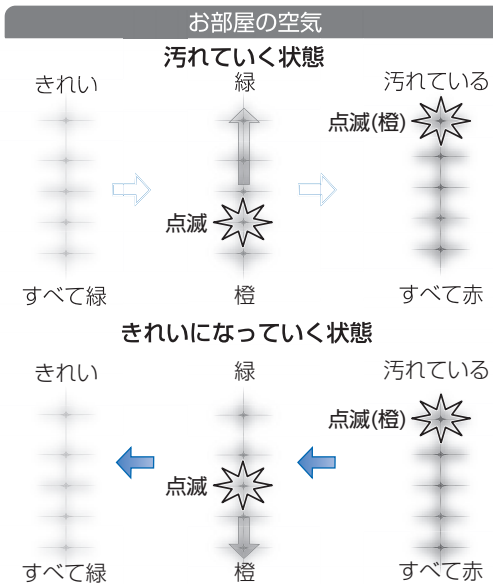 お部屋の空気
汚れていく状態
きれい 緑 汚れている
点滅(橙)
点滅
すべて緑 橙 すべて赤
きれいになっていく状態
きれい 緑 汚れている
点滅(橙)
点滅
すべて緑 橙 すべて赤